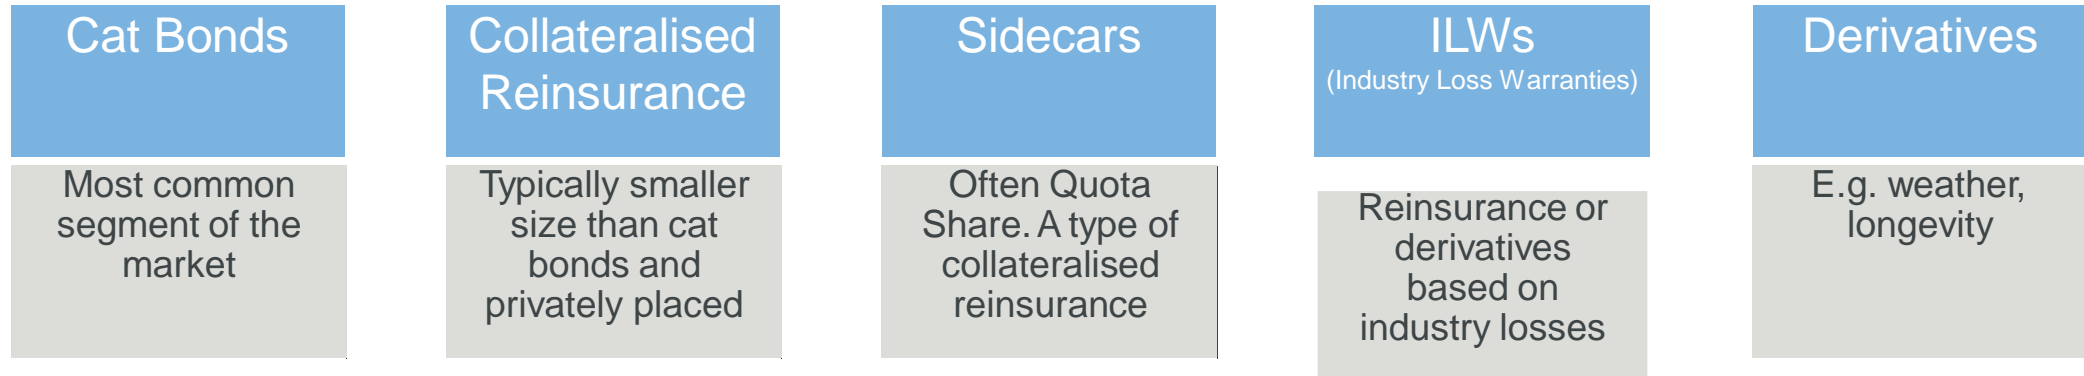 Cat Bonds
Most common
segment of the
market
Collateralised
Reinsurance
Typically smaller
size than cat
bonds and
privately placed
Sidecars
Often Quota
Share. A type of
collateralised
reinsurance
ILWs
(Industry Loss Warranties)
Reinsurance or
derivatives
based on
industry losses
Derivatives
E.g. weather,
longevity